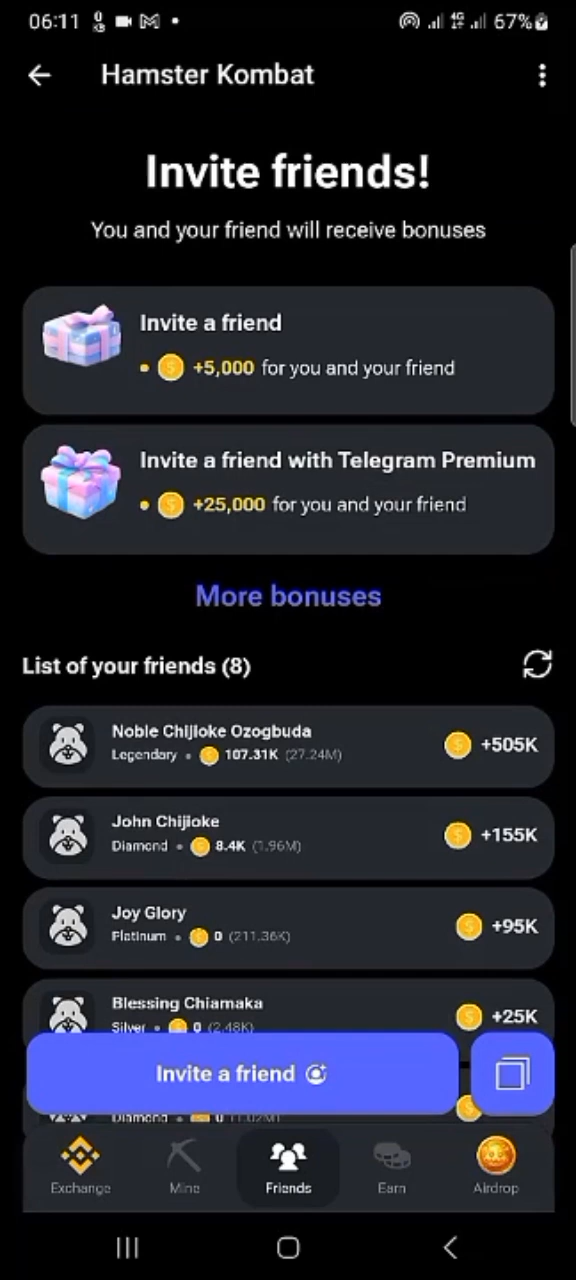 06:11
4G
67%
Hamster Kombat
Invite friends!
You and your friend will receive bonuses
Invite a friend
+5,000 for you and your friend
Invite a friend with Telegram Premium
+25,000 for you and your friend
More bonuses
List of your friends (8)
Noble Chijioke Ozogbuda
Legendary • 107.31K (27.24M)
+505K
John Chijioke
Diamond • 8.4K (1.96M)
+155K
Joy Glory
Platinum • 0 (211.36K)
+95K
Blessing Chiamaka
Silver • 0 (2.48K)
+25K
Invite a friend
Diamond • 0 (1.02M)
Exchange
Mine
Friends
Earn
Airdrop